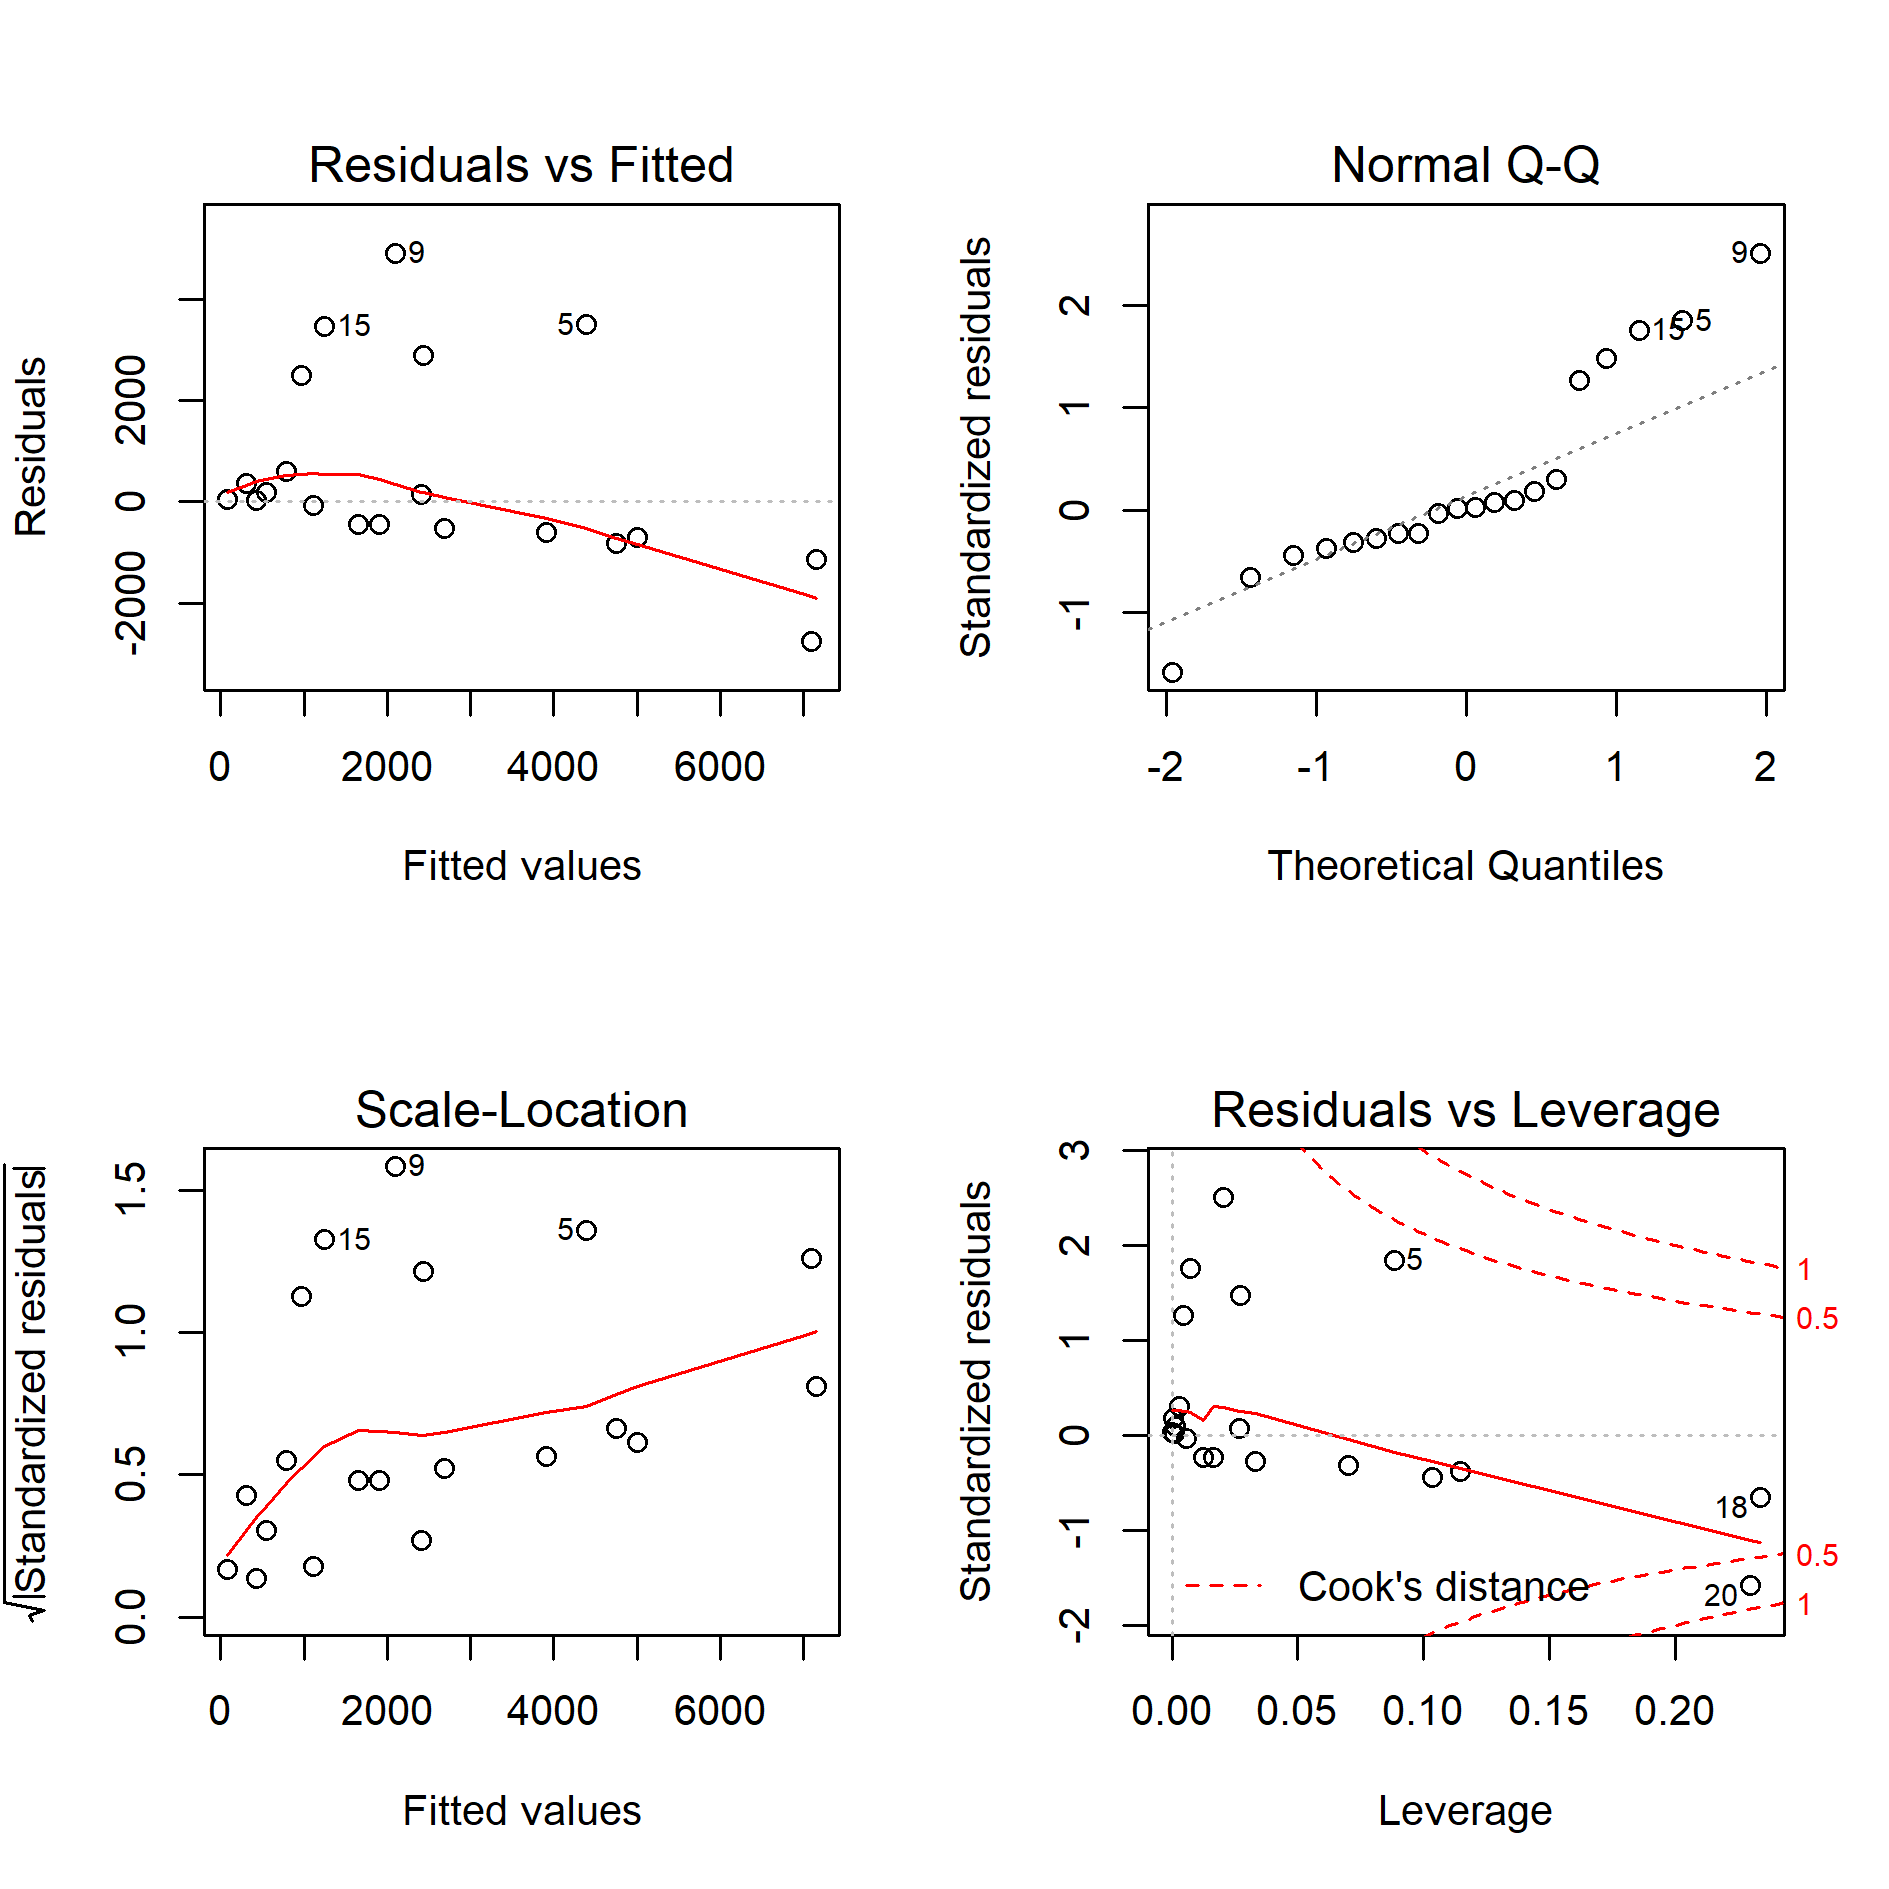 Residuals vs Fitted
Residuals
2000
0
-2000
9
15
5
0 2000 4000 6000
Fitted values
Normal Q-Q
Standardized residuals
2
1
0
-1
9
15
5
-2 -1 0 1 2
Theoretical Quantiles
Scale-Location
√|Standardized residuals|
1.5
1.0
0.5
0.0
9
15
5
0 2000 4000 6000
Fitted values
Residuals vs Leverage
Standardized residuals
3
2
1
0
-1
-2
5
18
20
1
0.5
0.5
1
Cook's distance
0.00 0.05 0.10 0.15 0.20
Leverage